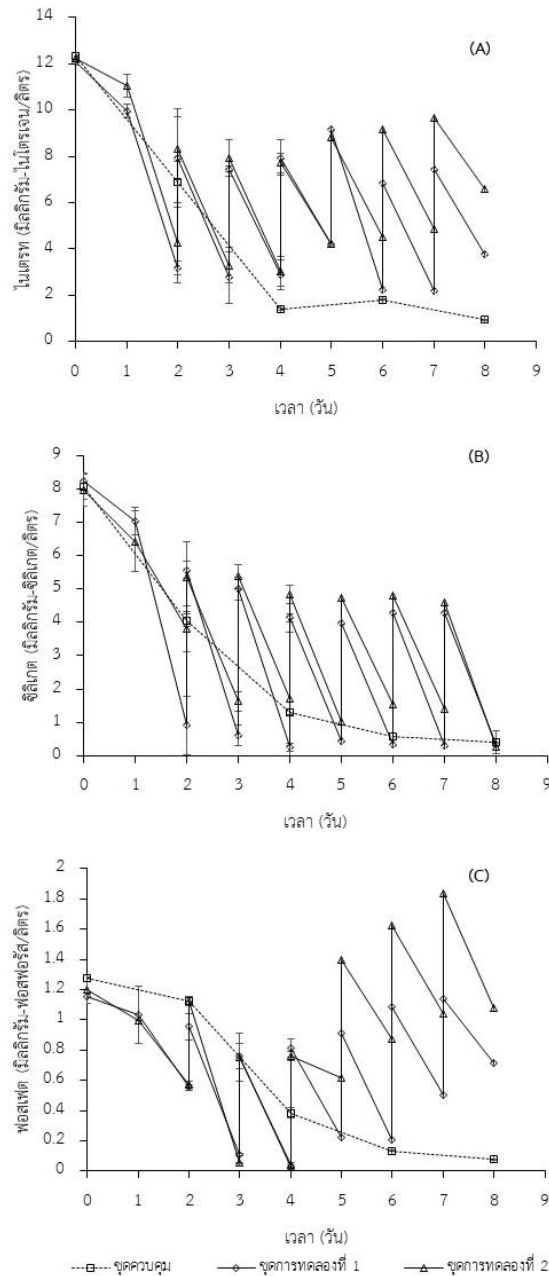 (A)
ไนเตรท (มิลลิกรัม-ไนโตรเจน/ลิตร)
14
12
10
8
6
4
2
0
0 1 2 3 4 5 6 7 8 9
เวลา (วัน)
(B)
ซิลิเกต (มิลลิกรัม-ซิลิเกต/ลิตร)
9
8
7
6
5
4
3
2
1
0
0 1 2 3 4 5 6 7 8 9
เวลา (วัน)
(C)
ฟอสเฟต (มิลลิกรัม-ฟอสฟอรัส/ลิตร)
2
1.8
1.6
1.4
1.2
1
0.8
0.6
0.4
0.2
0
0 1 2 3 4 5 6 7 8 9
เวลา (วัน)
ชุดควบคุม ชุดการทดลองที่ 1 ชุดการทดลองที่ 2